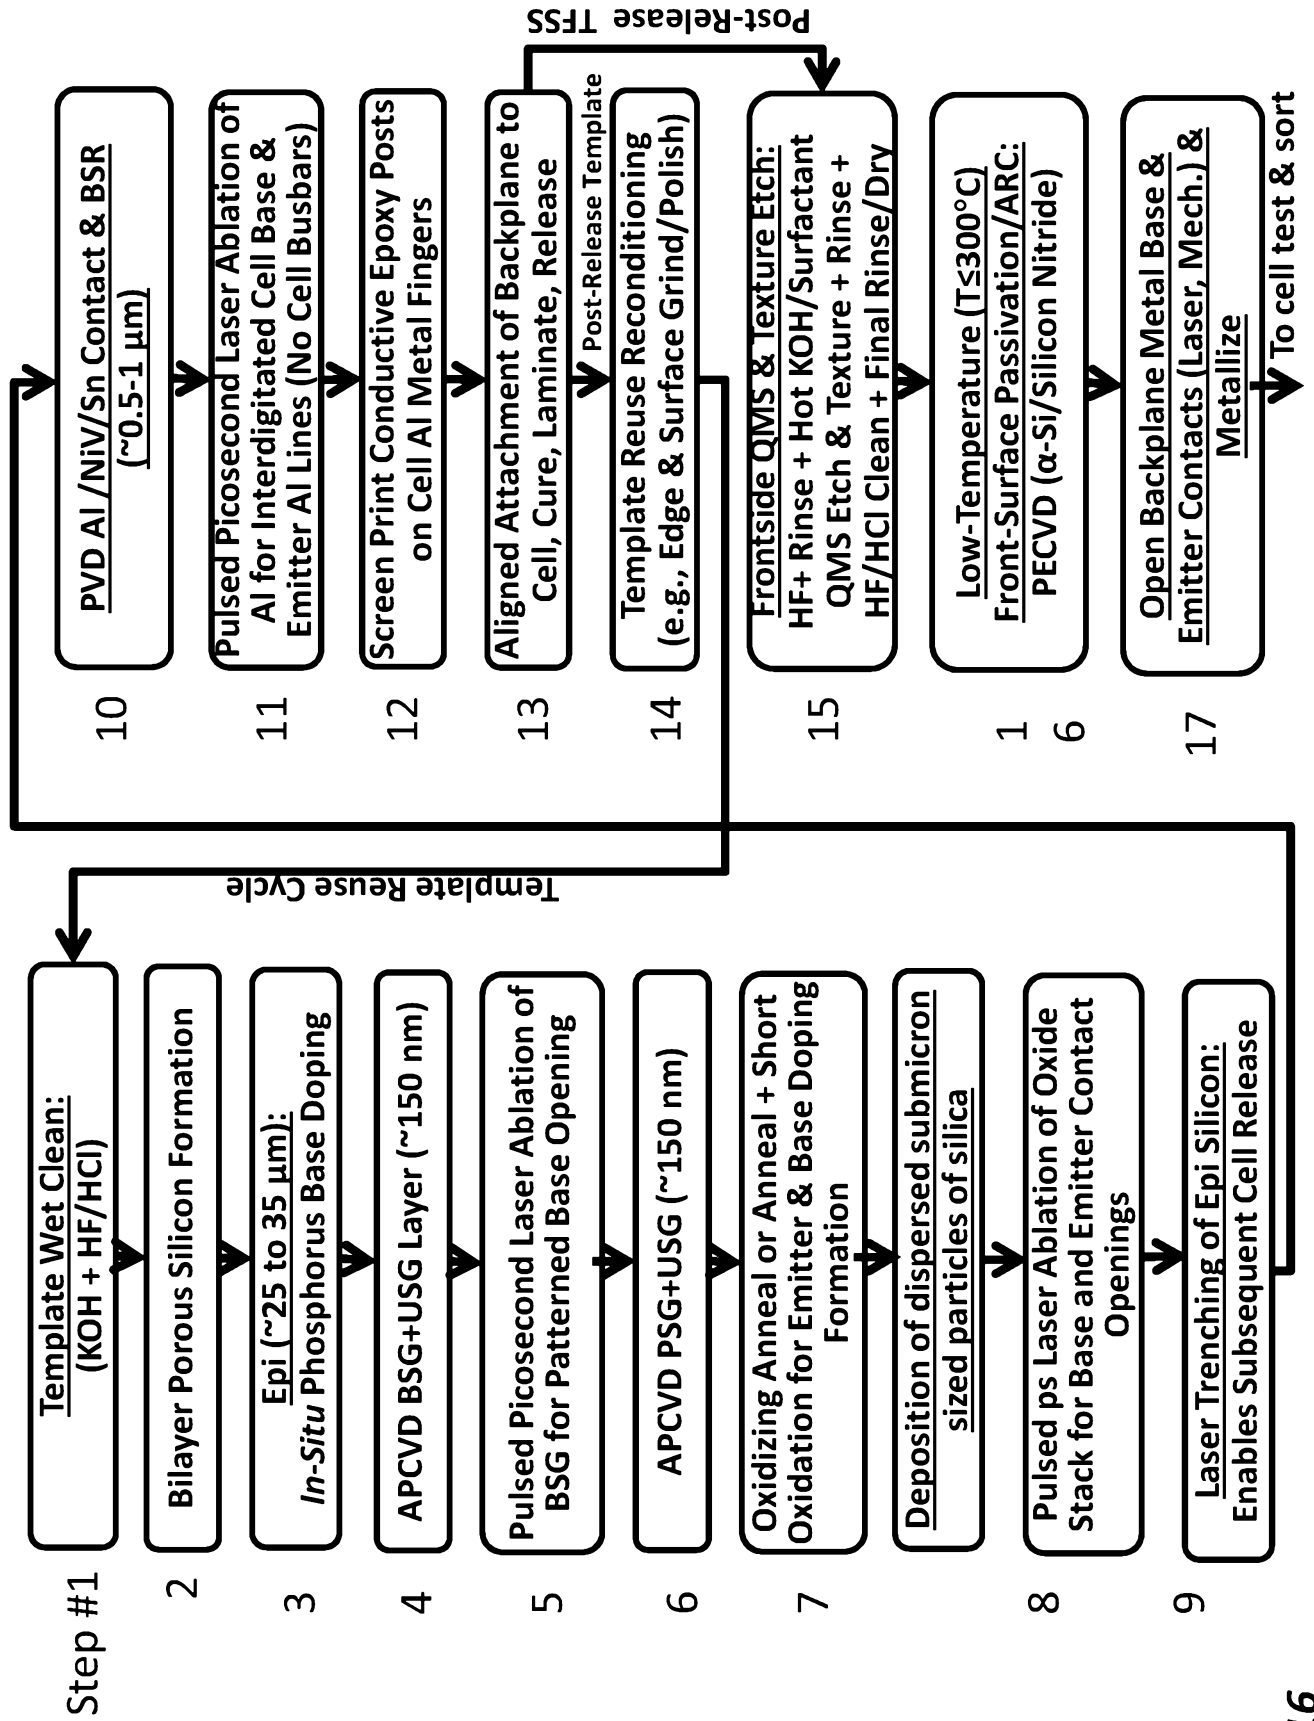 Step #1
Template Wet Clean:
(KOH + HF/HCl)
2
Bilayer Porous Silicon Formation
3
Epi (~25 to 35 µm):
In-Situ Phosphorus Base Doping
4
APCVD BSG+USG Layer (~150 nm)
5
Pulsed Picosecond Laser Ablation of
BSG for Patterned Base Opening
6
APCVD PSG+USG (~150 nm)
7
Oxidizing Anneal or Anneal + Short
Oxidation for Emitter & Base Doping
Formation
Deposition of dispersed submicron
sized particles of silica
8
Pulsed ps Laser Ablation of Oxide
Stack for Base and Emitter Contact
Openings
9
Laser Trenching of Epi Silicon:
Enables Subsequent Cell Release
Template Reuse Cycle
10
PVD Al /NiV/Sn Contact & BSR
(~0.5-1 µm)
11
Pulsed Picosecond Laser Ablation of
Al for Interdigitated Cell Base &
Emitter Al Lines (No Cell Busbars)
12
Screen Print Conductive Epoxy Posts
on Cell Al Metal Fingers
13
Aligned Attachment of Backplane to
Cell, Cure, Laminate, Release
Post-Release Template
14
Template Reuse Reconditioning
(e.g., Edge & Surface Grind/Polish)
Post-Release TFSS
15
Frontside QMS & Texture Etch:
HF+ Rinse + Hot KOH/Surfactant
QMS Etch & Texture + Rinse +
HF/HCl Clean + Final Rinse/Dry
1
6
Low-Temperature (T≤300°C)
Front-Surface Passivation/ARC:
PECVD (α-Si/Silicon Nitride)
17
Open Backplane Metal Base &
Emitter Contacts (Laser, Mech.) &
Metallize
To cell test & sort